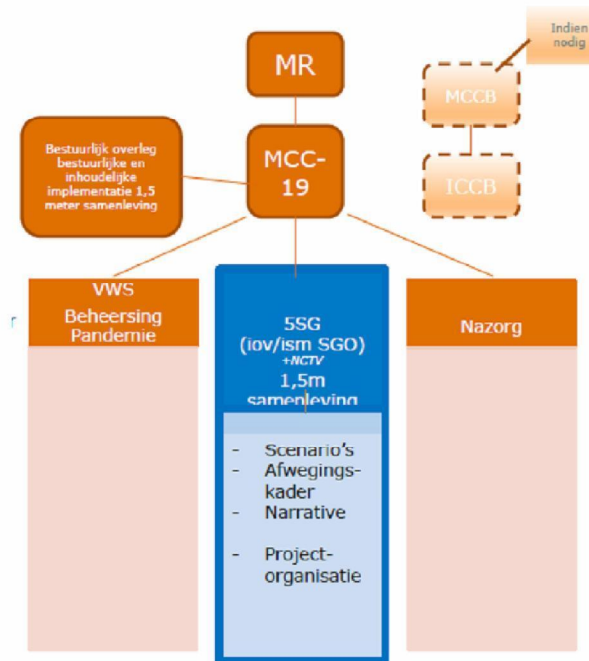 Indien
nodig
MR
MCCB
Bestuurlijk overleg
bestuurlijke en
inhoudelijke
implementatie 1,5
meter samenleving
MCC-
19
ICCB
r
VWS
Beheersing
Pandemie
5SG
(iov/ism SGO)
+NCTV
1,5m
samenleving
Nazorg
- Scenario's
- Afwegings-
kader
- Narrative
- Project-
organisatie